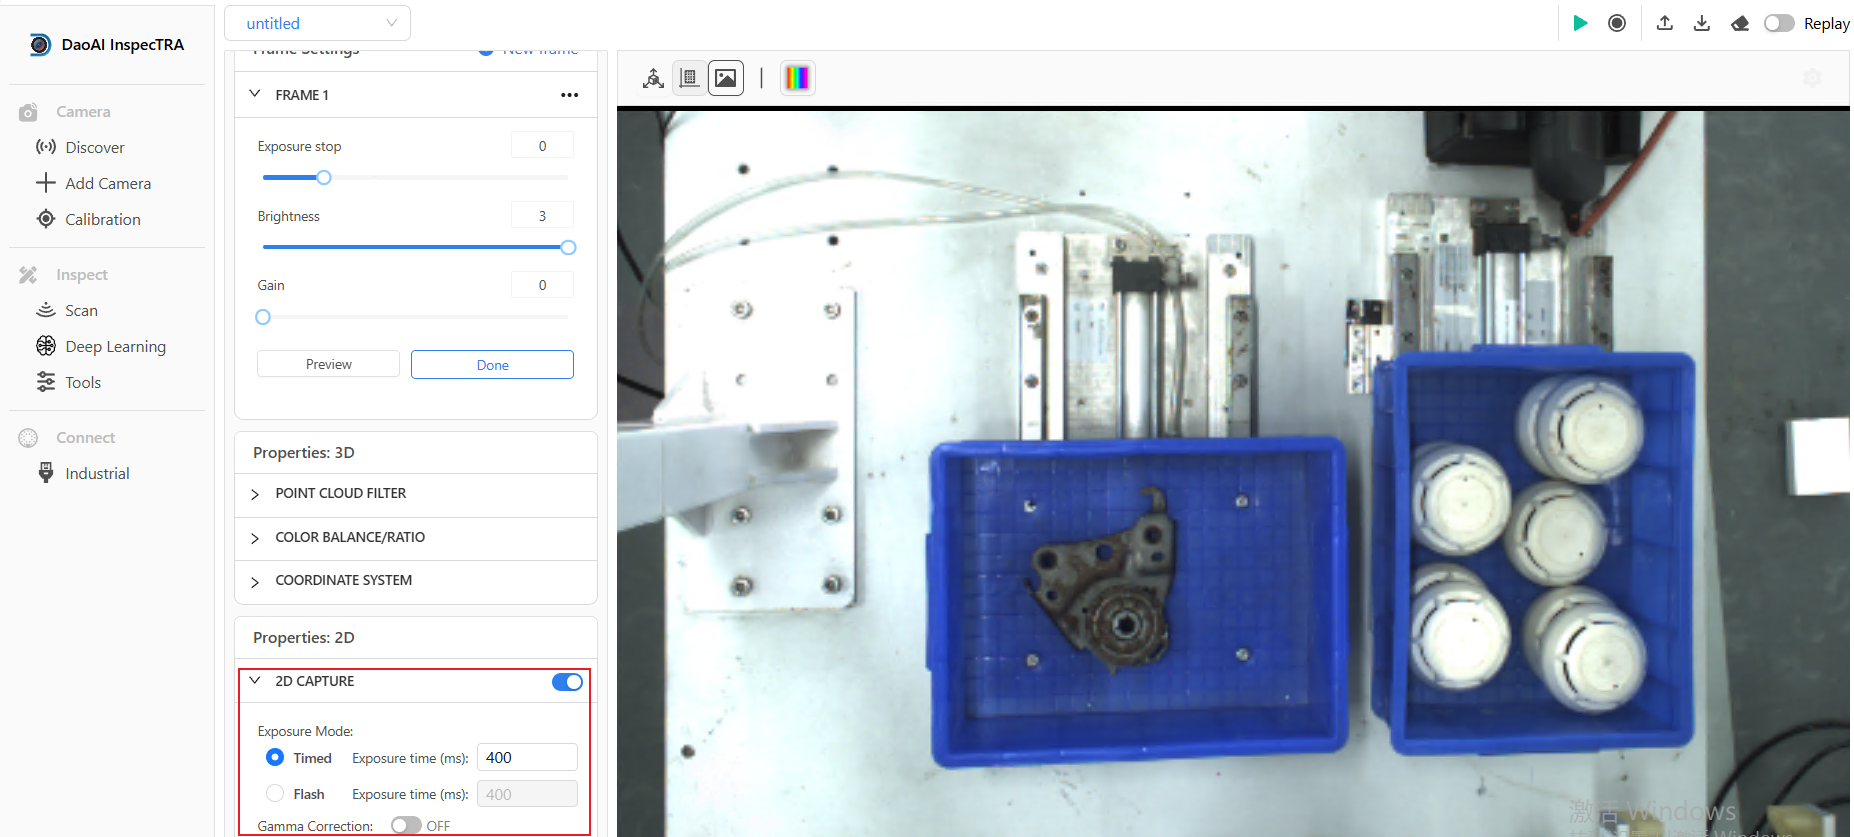 untitled
Replay
DaoAI InspecTRA
Camera
Discover
Add Camera
Calibration
Inspect
Scan
Deep Learning
Tools
Connect
Industrial
Frame Settings
New frame
FRAME 1
Exposure stop
0
Brightness
3
Gain
0
Preview
Done
Properties: 3D
POINT CLOUD FILTER
COLOR BALANCE/RATIO
COORDINATE SYSTEM
Properties: 2D
2D CAPTURE
Exposure Mode:
Timed Exposure time (ms): 400
Flash Exposure time (ms): 400
Gamma Correction: OFF
激活 Windows